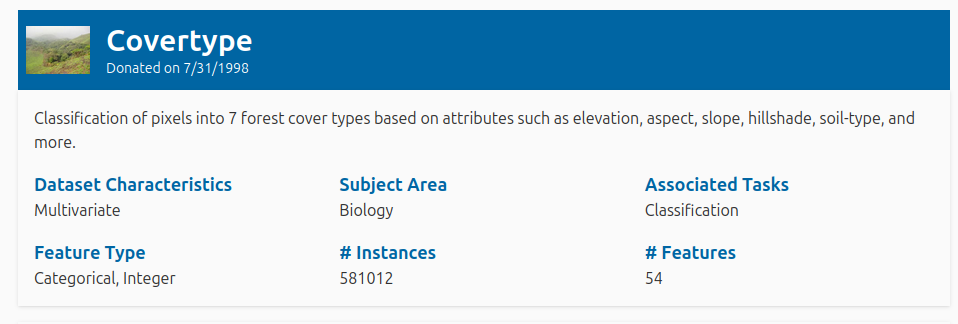 Covertype
Donated on 7/31/1998
Classification of pixels into 7 forest cover types based on attributes such as elevation, aspect, slope, hillshade, soil-type, and
more.
Dataset Characteristics
Subject Area
Associated Tasks
Multivariate
Biology
Classification
Feature Type
# Instances
# Features
Categorical, Integer
581012
54